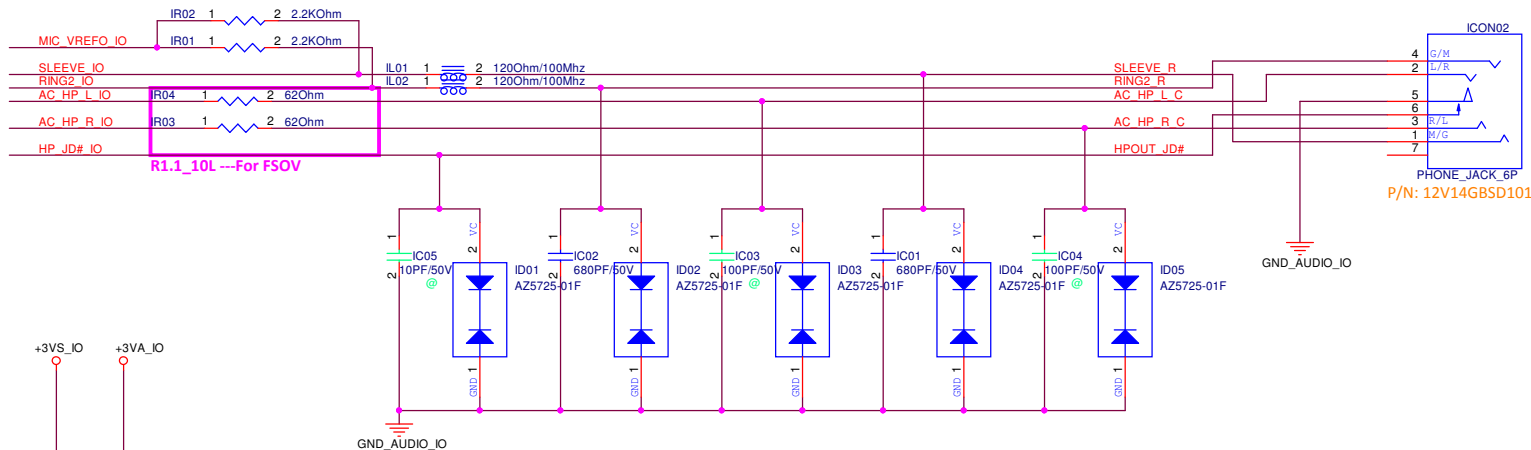 IR02 1 2 2.2KOhm
ICON02
MIC_VREFO_IO IR01 1 2 2.2KOhm
4 G/M
SLEEVE_IO IL01 1 2 120Ohm/100Mhz SLEEVE_R 2 L/R
RING2_IO IL02 1 2 120Ohm/100Mhz RING2_R
AC_HP_L_IO IR04 1 2 62Ohm AC_HP_L_C 5
6
AC_HP_R_IO IR03 1 2 62Ohm AC_HP_R_C 3 R/L
1 M/G
HP_JD#_IO HPOUT_JD# 7
R1.1_10L ---For FSOV
PHONE_JACK_6P
P/N: 12V14GBSD101
1 VC 1 VC 1 VC 1 VC 1 VC
2 2 2 2 2
IC05 IC02 IC03 IC01 IC04
GND_AUDIO_IO
10PF/50V 680PF/50V 100PF/50V 680PF/50V 100PF/50V
2 ID01 2 ID02 2 ID03 2 ID04 2 ID05
@ AZ5725-01F AZ5725-01F @ AZ5725-01F AZ5725-01F @ AZ5725-01F
+3VS_IO +3VA_IO
GND 1 GND 1 GND 1 GND 1 GND 1
GND_AUDIO_IO